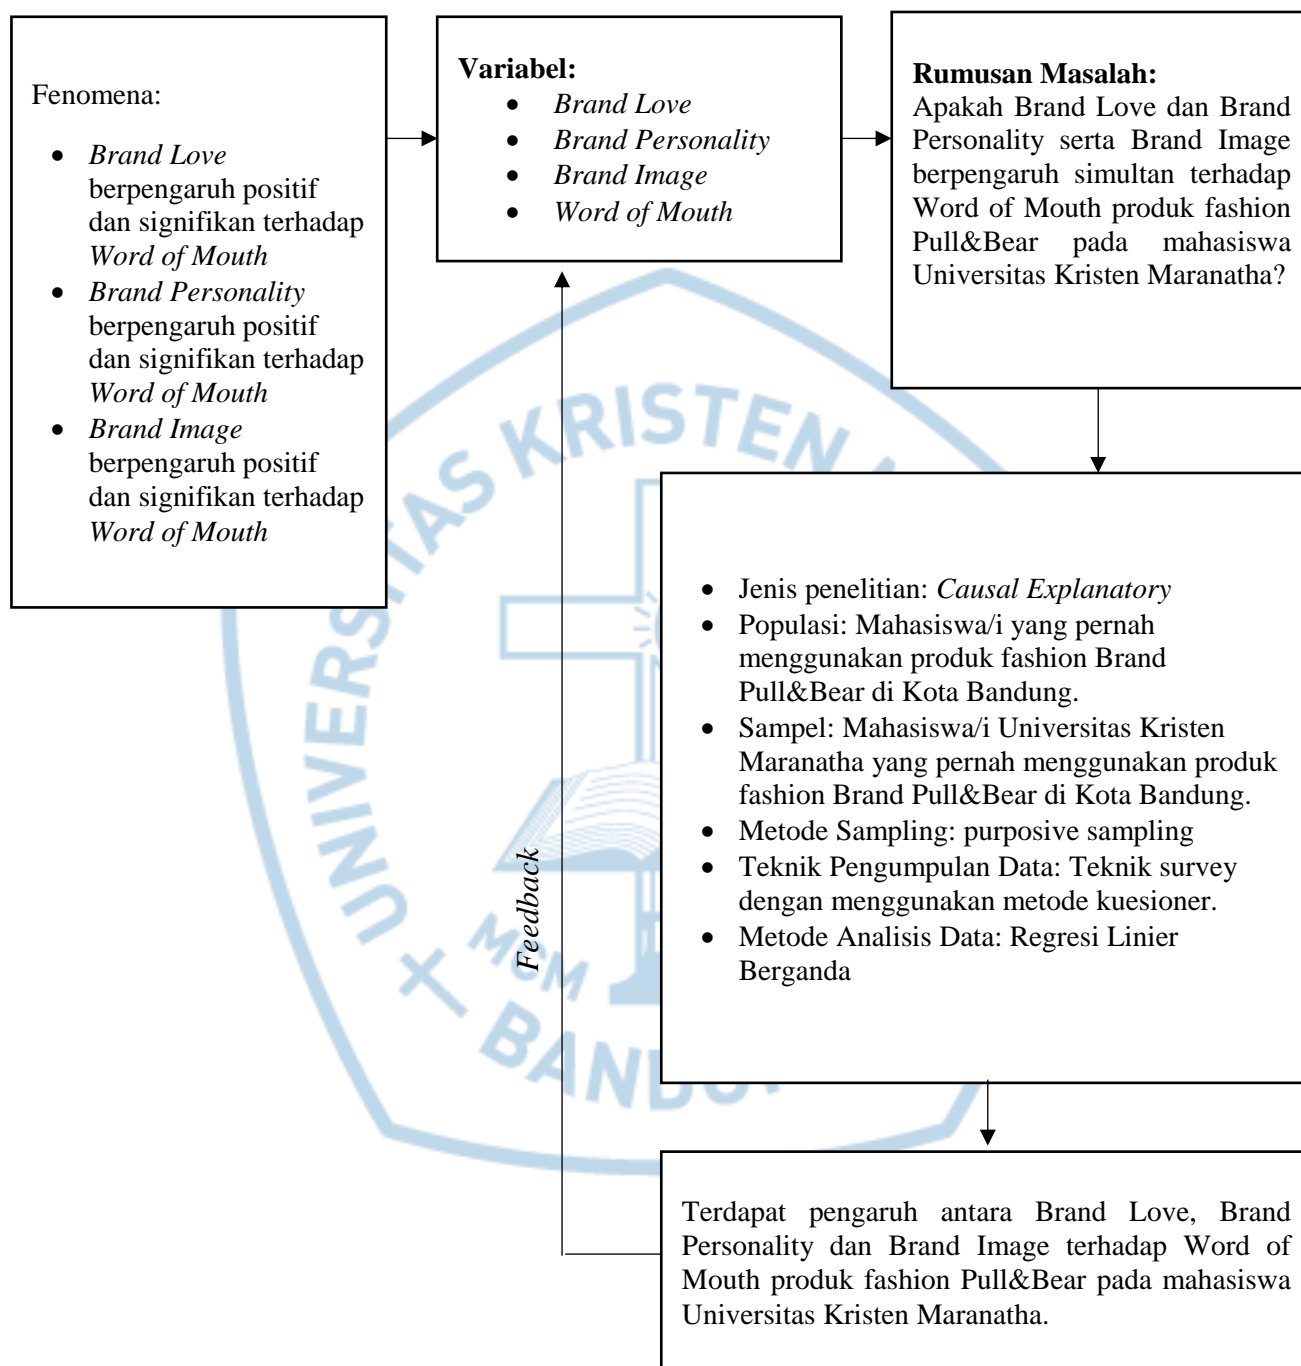 Fenomena:
• Brand Love
berpengaruh positif
dan signifikan terhadap
Word of Mouth
• Brand Personality
berpengaruh positif
dan signifikan terhadap
Word of Mouth
• Brand Image
berpengaruh positif
dan signifikan terhadap
Word of Mouth
Variabel:
• Brand Love
• Brand Personality
• Brand Image
• Word of Mouth
Rumusan Masalah:
Apakah Brand Love dan Brand
Personality serta Brand Image
berpengaruh simultan terhadap
Word of Mouth produk fashion
Pull&Bear pada mahasiswa
Universitas Kristen Maranatha?
• Jenis penelitian: Causal Explanatory
• Populasi: Mahasiswa/i yang pernah
menggunakan produk fashion Brand
Pull&Bear di Kota Bandung.
• Sampel: Mahasiswa/i Universitas Kristen
Maranatha yang pernah menggunakan produk
fashion Brand Pull&Bear di Kota Bandung.
• Metode Sampling: purposive sampling
• Teknik Pengumpulan Data: Teknik survey
dengan menggunakan metode kuesioner.
• Metode Analisis Data: Regresi Linier
Berganda
Terdapat pengaruh antara Brand Love, Brand
Personality dan Brand Image terhadap Word of
Mouth produk fashion Pull&Bear pada mahasiswa
Universitas Kristen Maranatha.
Feedback
UNIVERSITAS KRISTEN
MCM